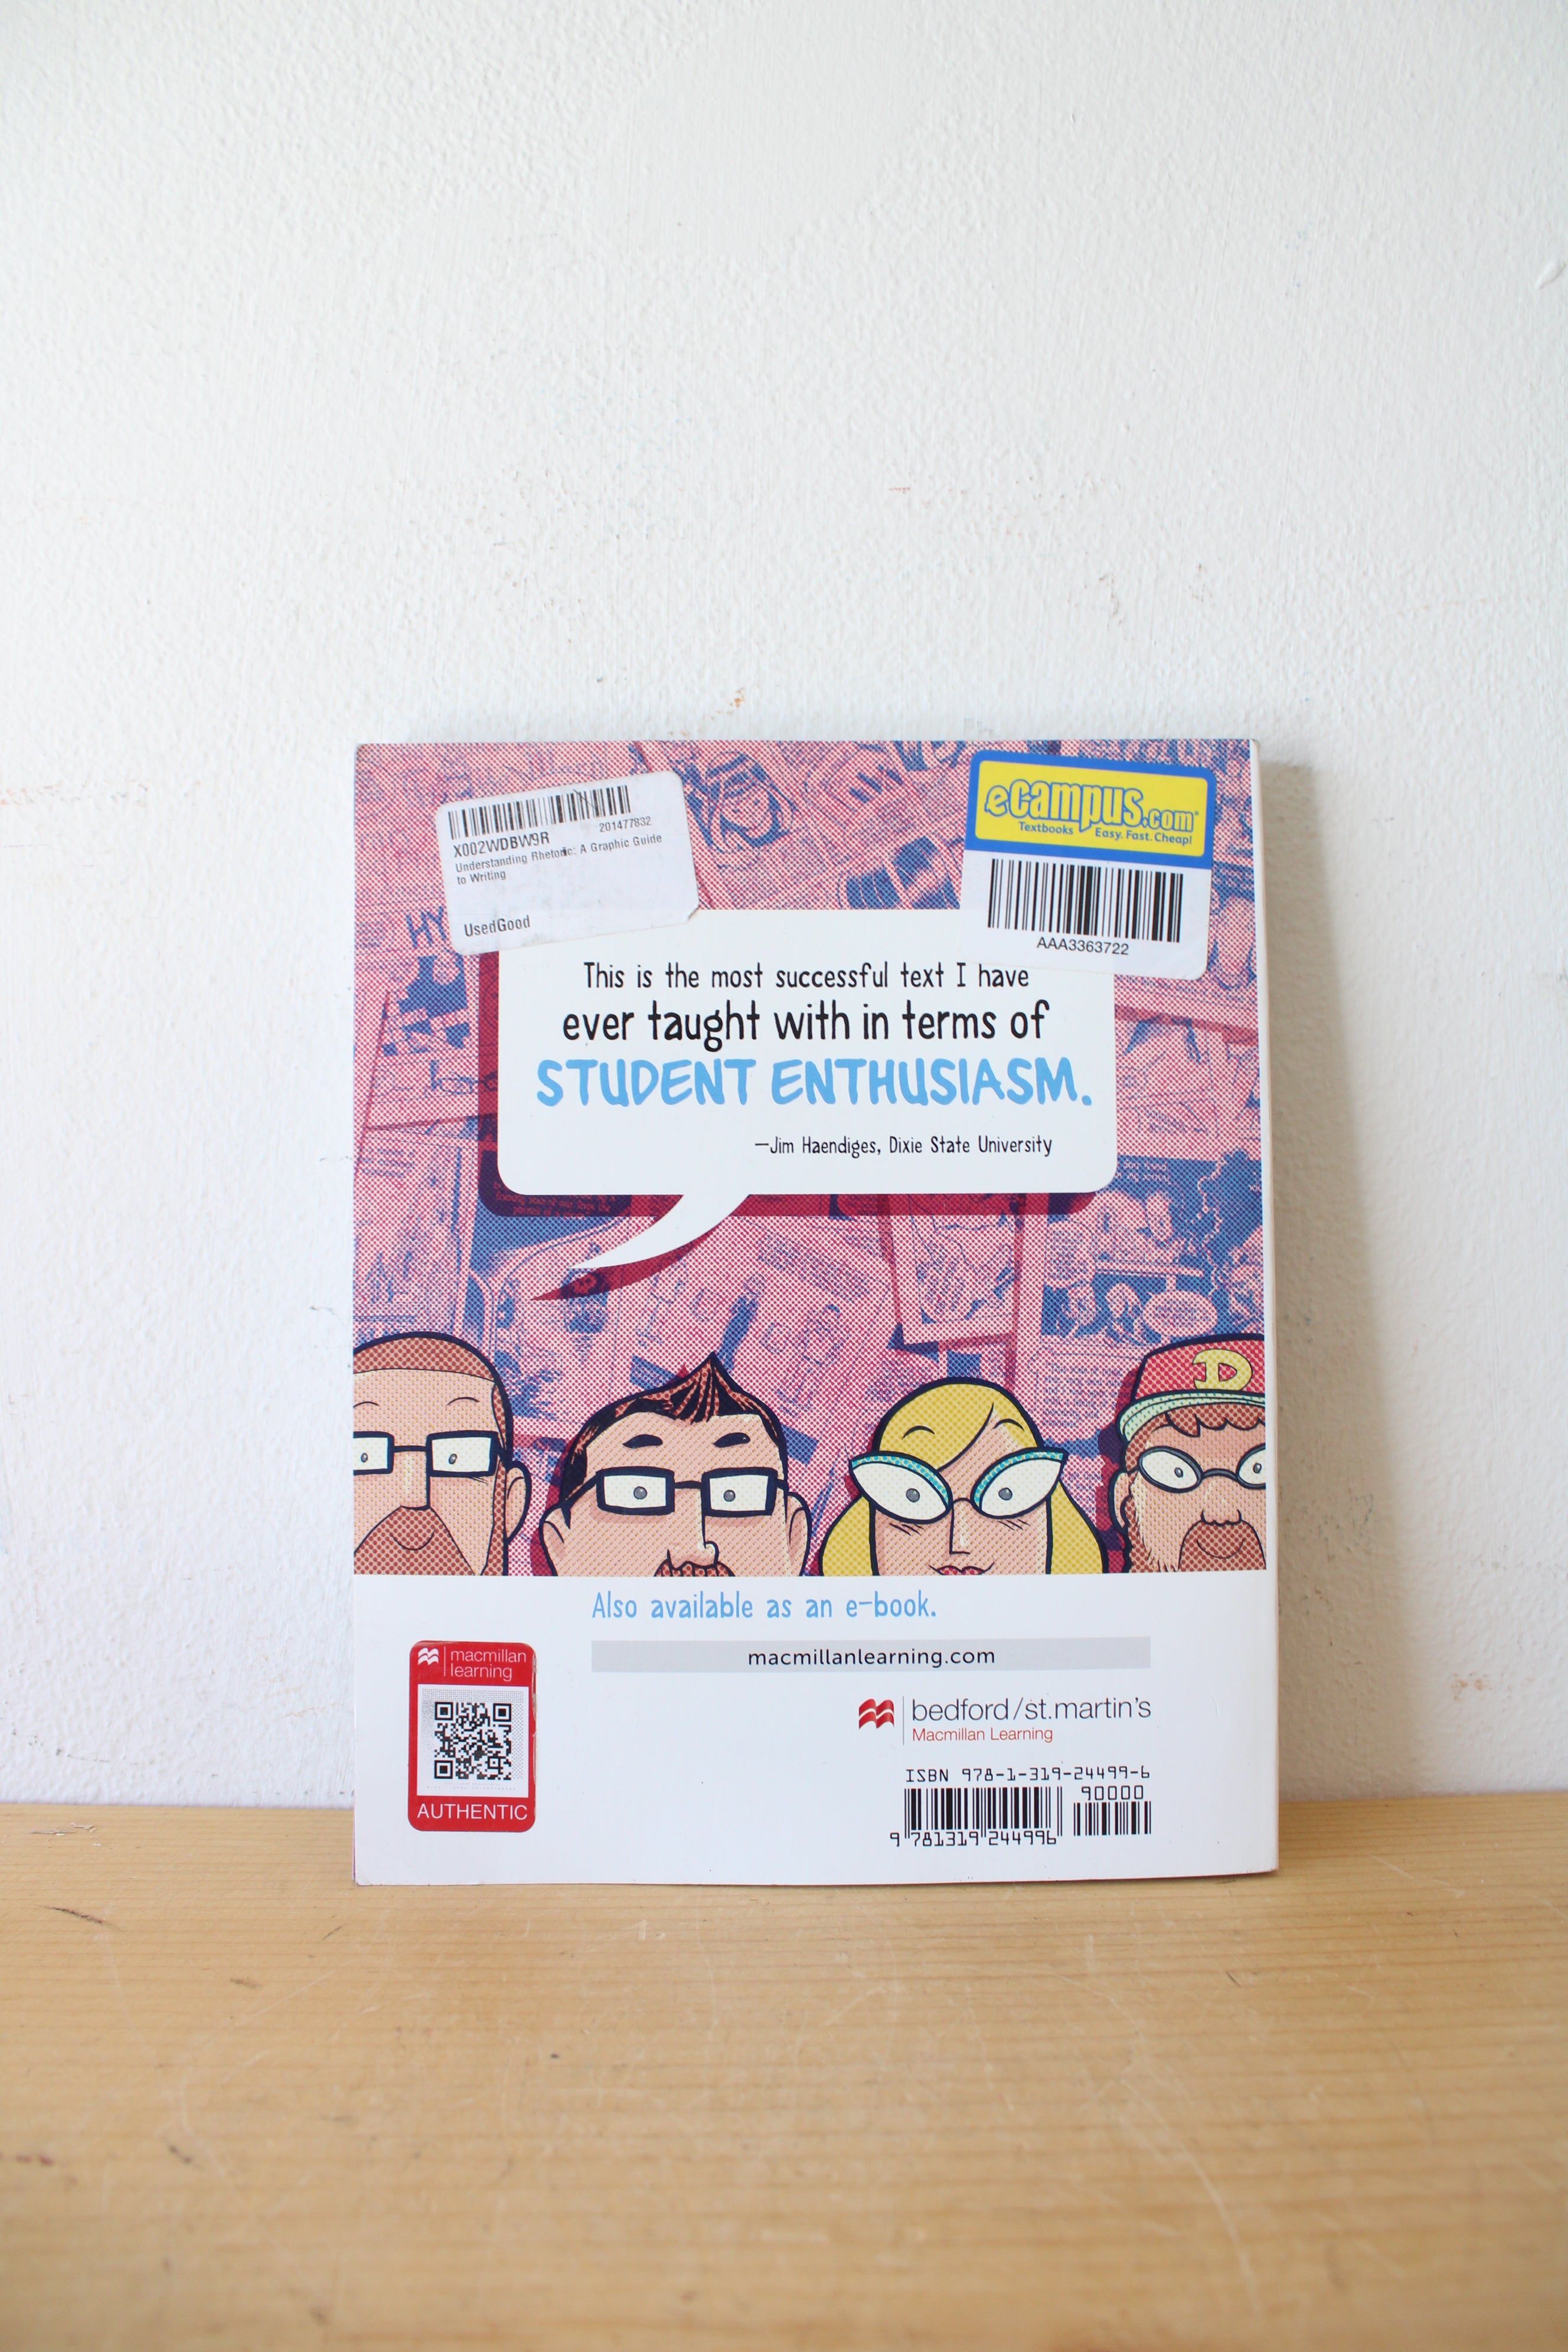 X002WDBW9R
201477832
Understanding Rhetoric: A Graphic Guide
to Writing
UsedGood
eCampus.com
Textbooks Easy. Fast. Cheap!
AAA3363722
HY
This is the most successful text I have
ever taught with in terms of
STUDENT ENTHUSIASM.
—Jim Haendiges, Dixie State University
D
Also available as an e-book.
macmillanlearning.com
macmillan
learning
AUTHENTIC
bedford/st.martin's
Macmillan Learning
ISBN 978-1-319-24499-6
90000
9 781319 244996